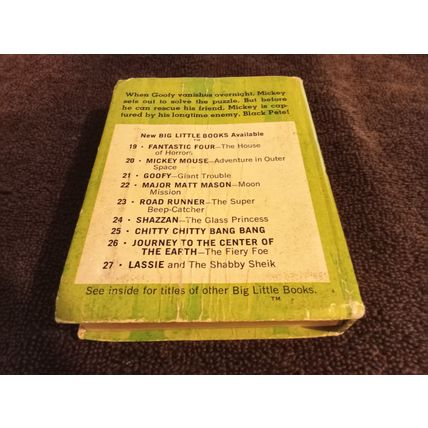 When Goofy vanishes overnight, Mickey
sets out to solve the puzzle. But before
he can rescue his friend, Mickey is cap-
tured by his longtime enemy, Black Pete!
New BIG LITTLE BOOKS Available
TM
19 • FANTASTIC FOUR—The House
of Horrors
20 • MICKEY MOUSE—Adventure in Outer
Space
21 • GOOFY—Giant Trouble
22 • MAJOR MATT MASON—Moon
Mission
23 • ROAD RUNNER—The Super
Beep-Catcher
24 • SHAZZAN—The Glass Princess
25 • CHITTY CHITTY BANG BANG
26 • JOURNEY TO THE CENTER OF
THE EARTH—The Fiery Foe
27 • LASSIE and The Shabby Sheik
See inside for titles of other Big Little Books.
TM